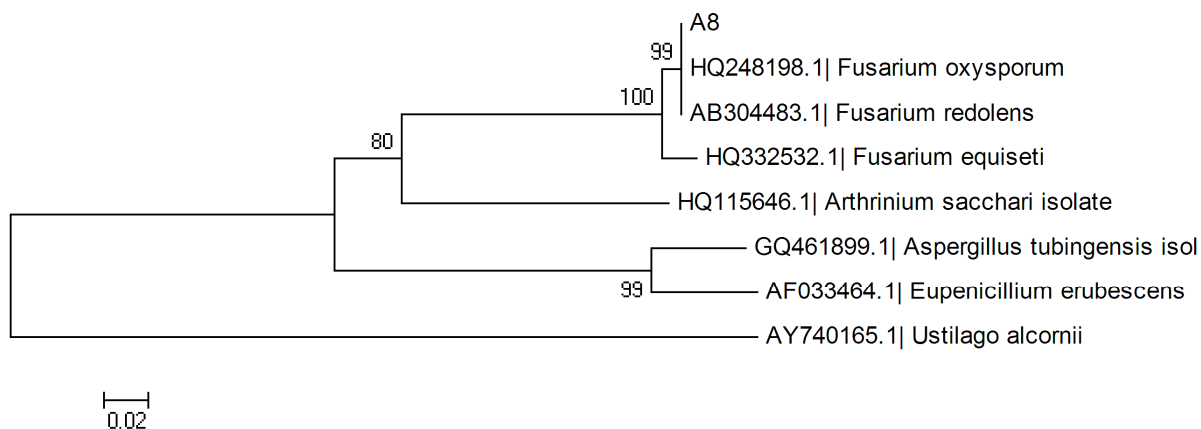 A8
99
HQ248198.1| Fusarium oxysporum
100
AB304483.1| Fusarium redolens
80
HQ332532.1| Fusarium equiseti
HQ115646.1| Arthrinium sacchari isolate
GQ461899.1| Aspergillus tubingensis isol
99
AF033464.1| Eupenicillium erubescens
AY740165.1| Ustilago alcornii
0.02